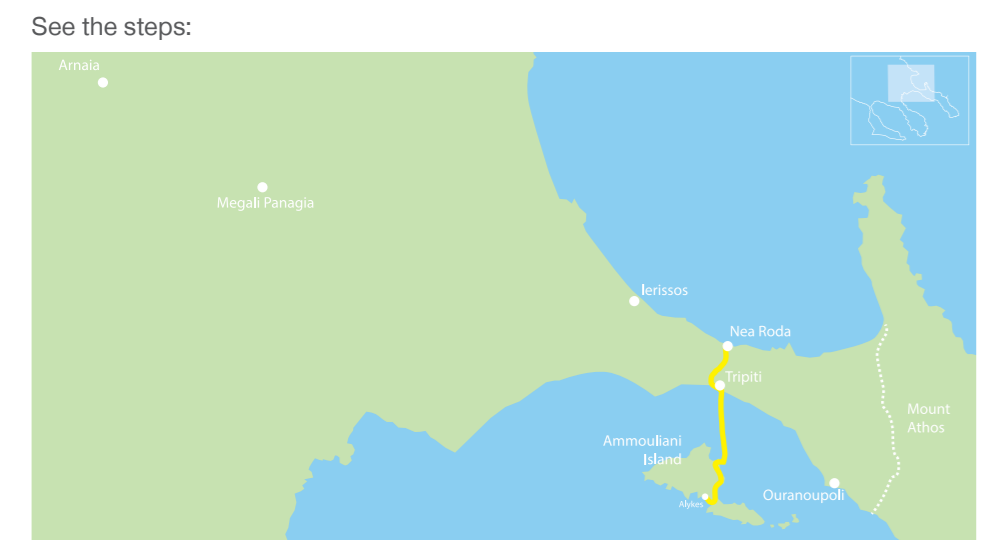 See the steps:
Arnaia
Megali Panagia
Ierissos
Nea Roda
Tripiti
Mount
Athos
Ammouliani
Island
Alykes
Ouranoupoli